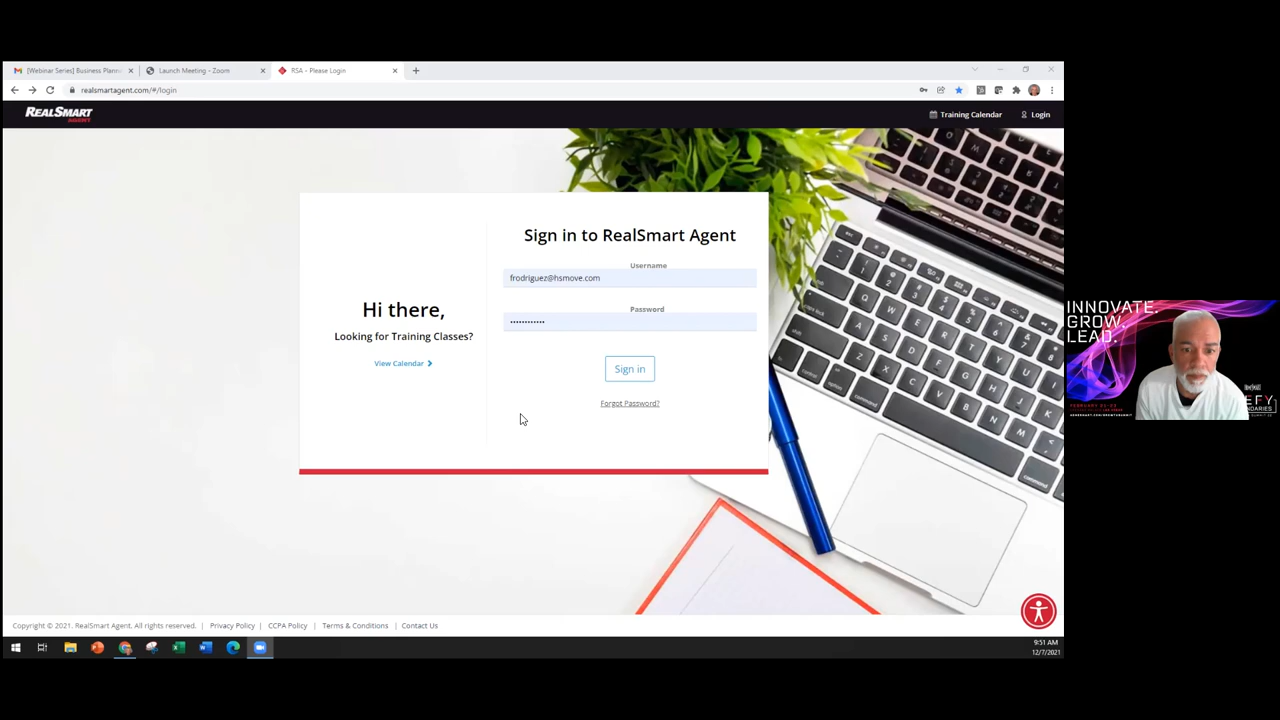 [Webinar Series] Business Plann
Launch Meeting - Zoom
RSA - Please Login
realsmartagent.com/#/login
REALSMART
AGENT
Training Calendar
Login
Sign in to RealSmart Agent
Username
frodriguez@hsmove.com
Hi there,
Password
••••••••••••
Looking for Training Classes?
View Calendar
Sign in
Forgot Password?
INNOVATE.
GROW.
LEAD.
EFY
NDARIES
Copyright © 2021. RealSmart Agent. All rights reserved. | Privacy Policy | CCPA Policy | Terms & Conditions | Contact Us
9:51 AM
12/7/2021